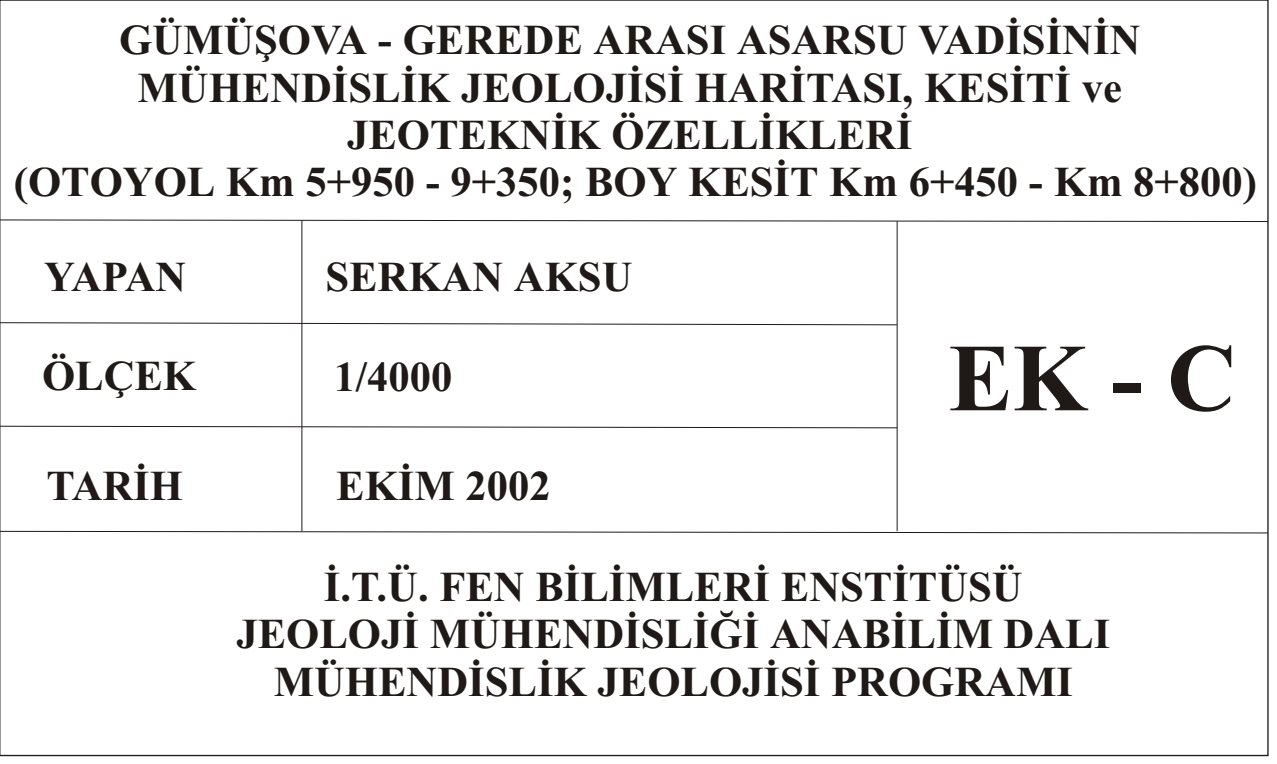 GÜMÜŞOVA - GEREDE ARASI ASARSU VADİSİNİN
MÜHENDİSLİK JEOLOJİSİ HARİTASI, KESİTİ ve
JEOTEKNİK ÖZELLİKLERİ
(OTOYOL Km 5+950 - 9+350; BOY KESİT Km 6+450 - Km 8+800)
YAPAN SERKAN AKSU
ÖLÇEK 1/4000
TARİH EKİM 2002
EK - C
İ.T.Ü. FEN BİLİMLERİ ENSTİTÜSÜ
JEOLOJİ MÜHENDİSLİĞİ ANABİLİM DALI
MÜHENDİSLİK JEOLOJİSİ PROGRAMI